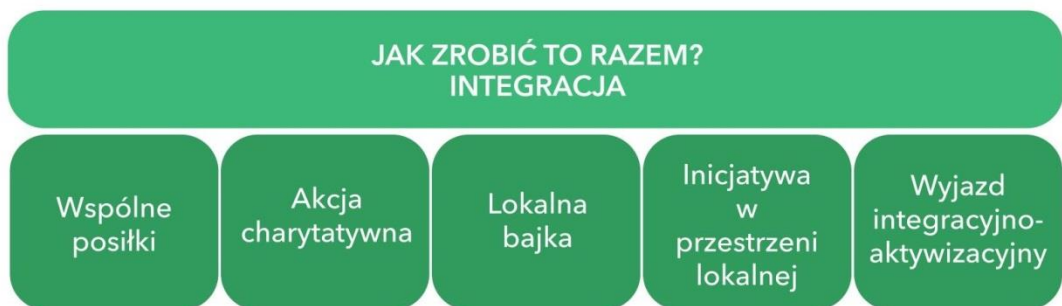 JAK ZROBIĆ TO RAZEM?
INTEGRACJA
Wspólne
posiłki
Akcja
charytatywna
Lokalna
bajka
Inicjatywa
w
przestrzeni
lokalnej
Wyjazd
integracyjno-
aktywizacyjny